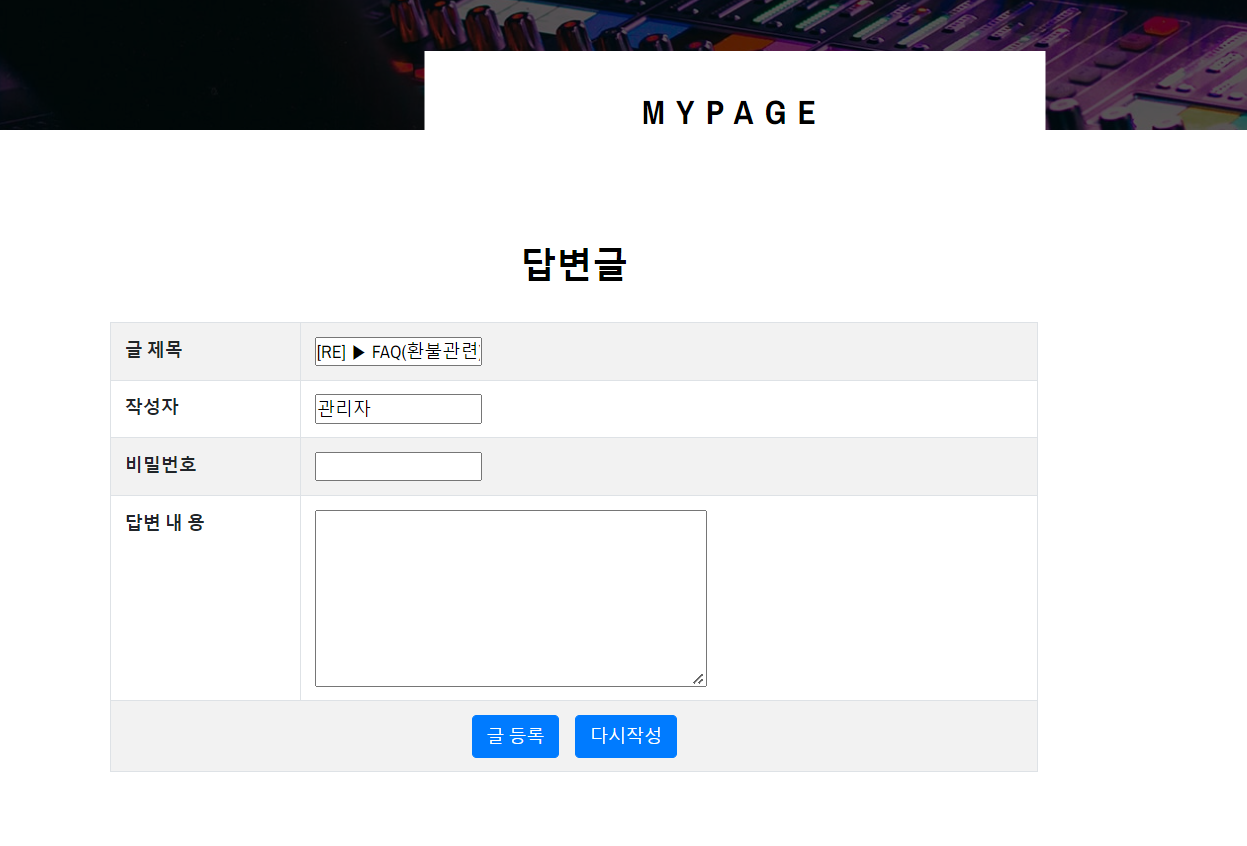 MYPAGE
답변글
글 제목
[RE] ▶ FAQ(환불관련)
작성자
관리자
비밀번호
답변 내 용
글 등록 다시작성